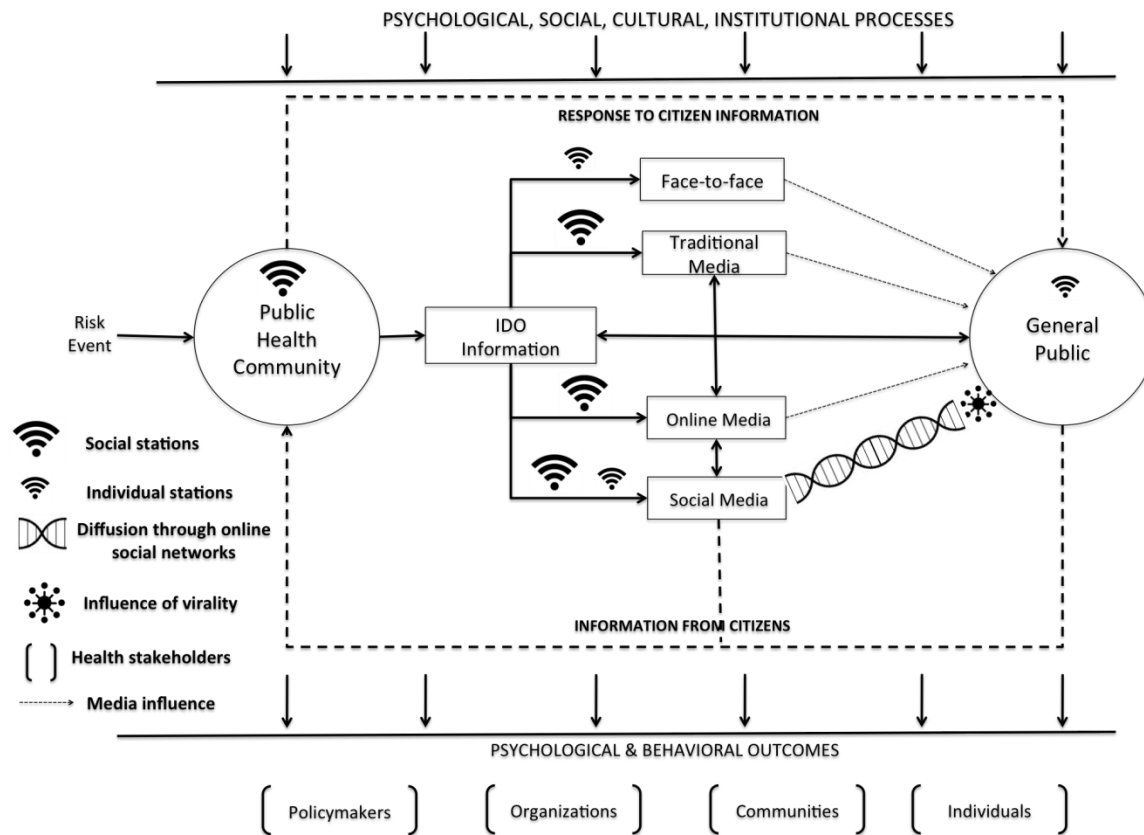 PSYCHOLOGICAL, SOCIAL, CULTURAL, INSTITUTIONAL PROCESSES
RESPONSE TO CITIZEN INFORMATION
Face-to-face
Traditional
Media
Public
Health
Community
Risk
Event
IDO
Information
General
Public
Online Media
Social Media
Social stations
Individual stations
Diffusion through online
social networks
Influence of virality
Health stakeholders
Media influence
INFORMATION FROM CITIZENS
PSYCHOLOGICAL & BEHAVIORAL OUTCOMES
Policymakers
Organizations
Communities
Individuals